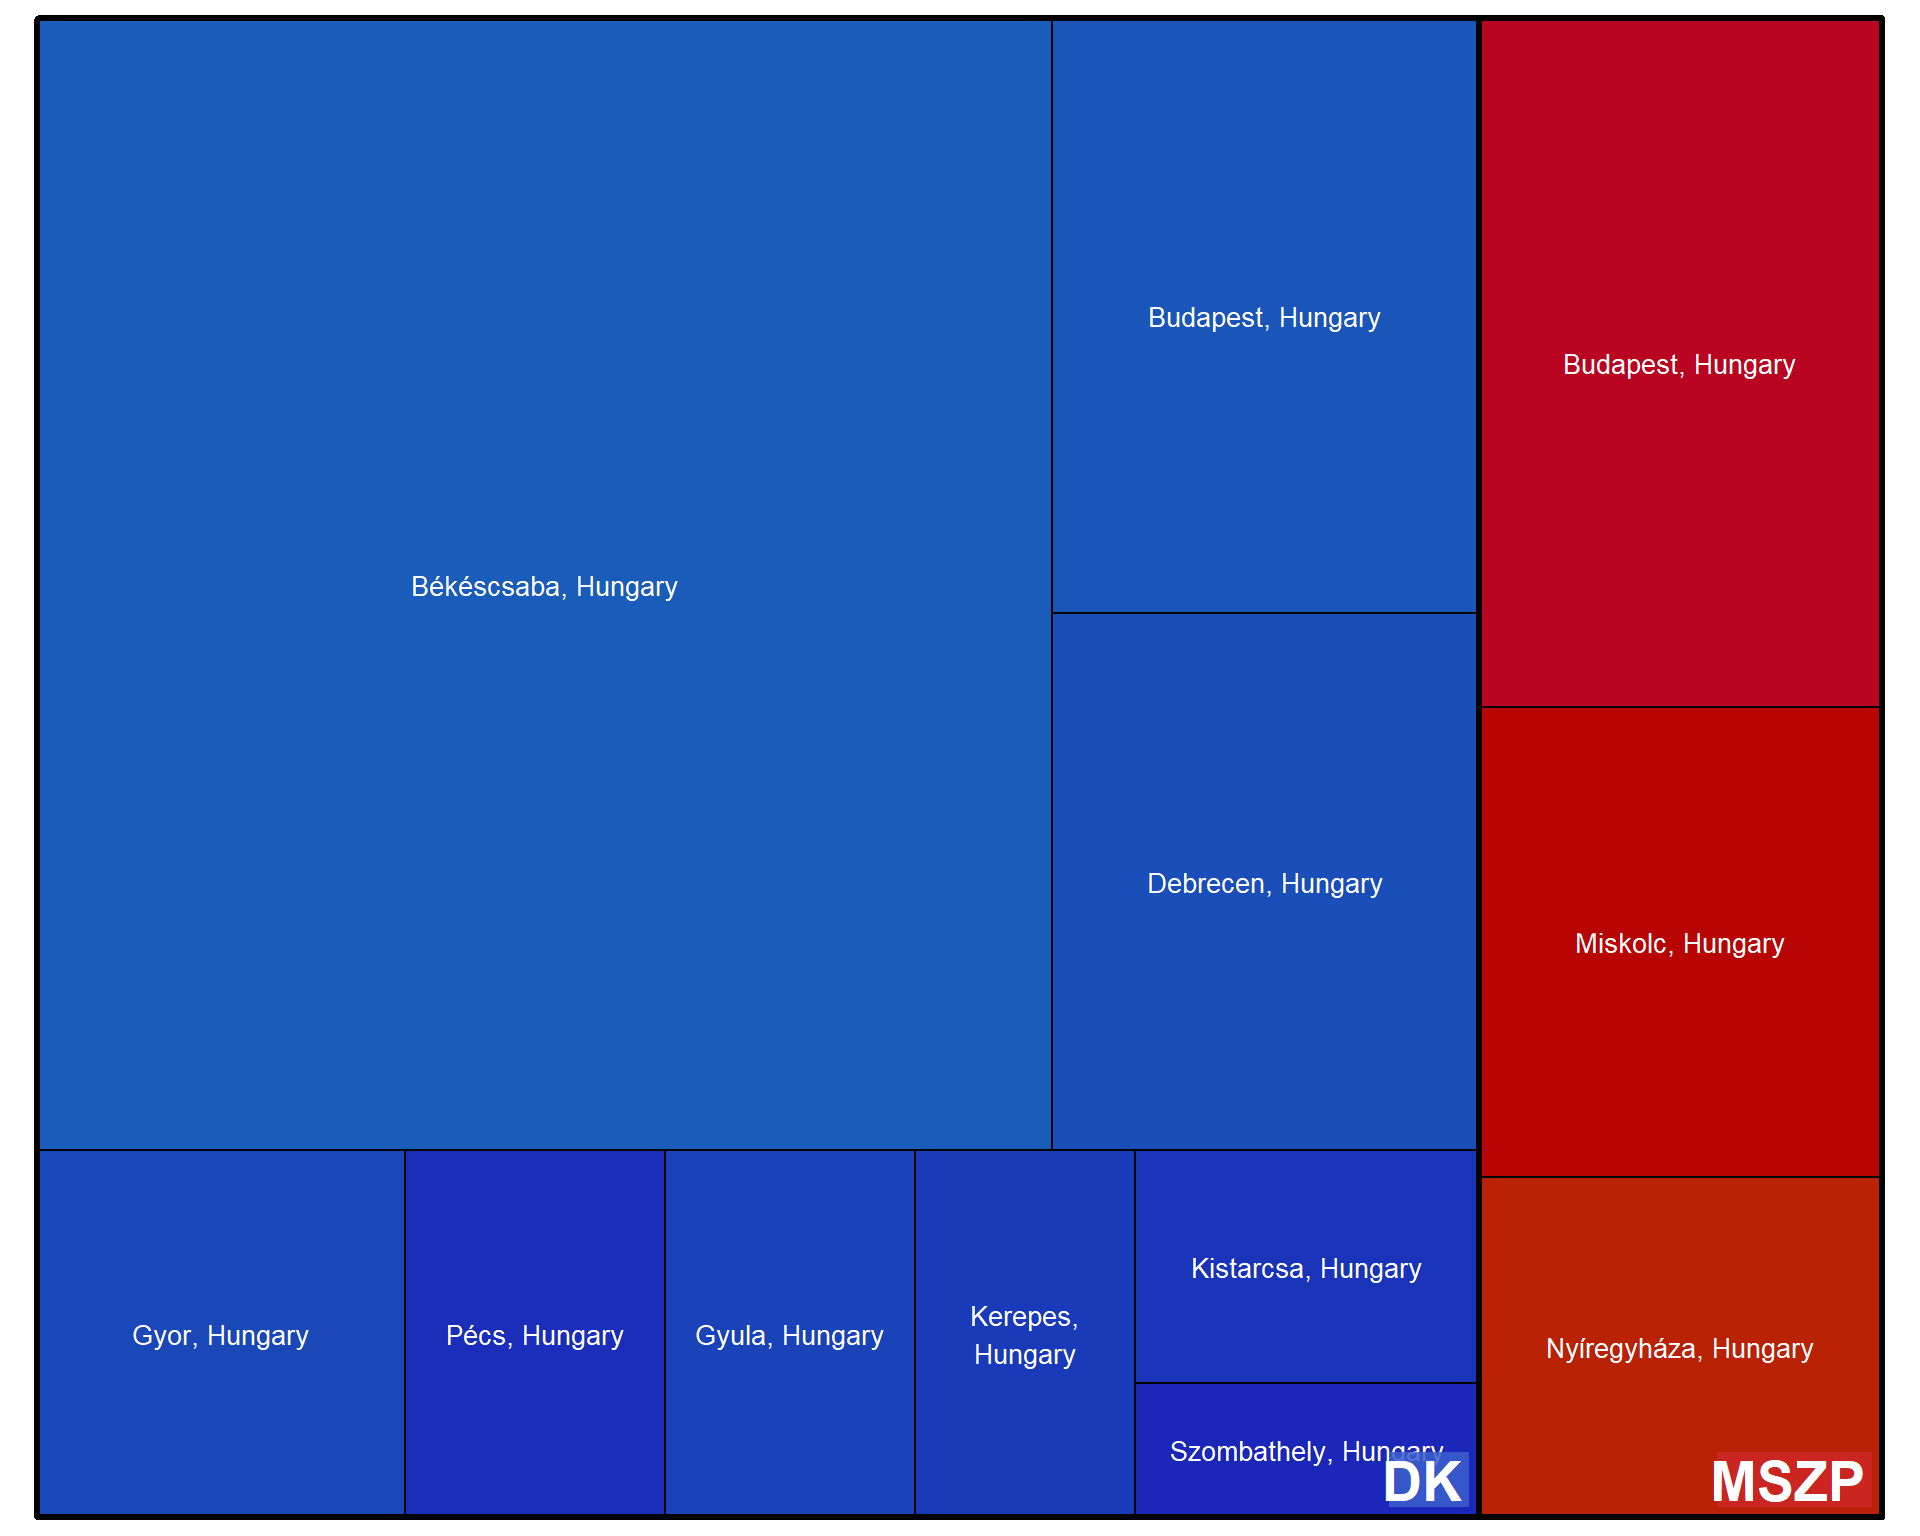 Békéscsaba, Hungary
Budapest, Hungary
Debrecen, Hungary
Gyor, Hungary
Pécs, Hungary
Gyula, Hungary
Kerepes,
Hungary
Kistarcsa, Hungary
Szombathely, Hungary
DK
Budapest, Hungary
Miskolc, Hungary
Nyíregyháza, Hungary
MSZP